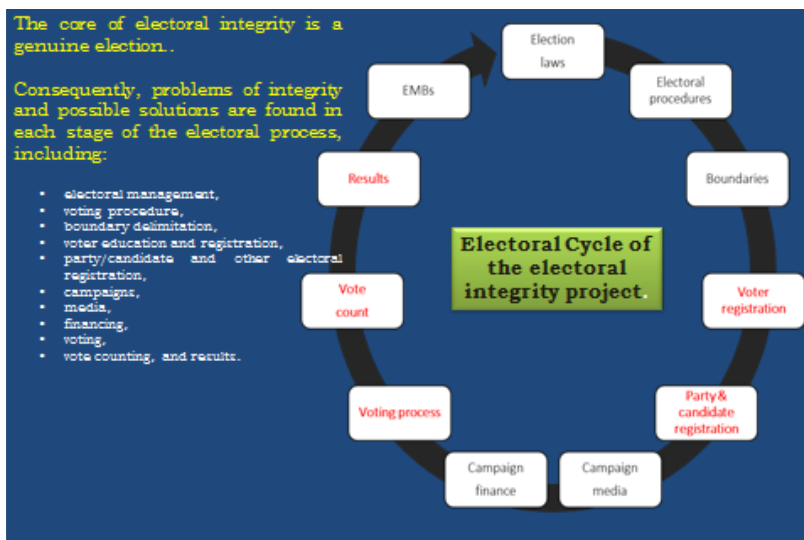 The core of electoral integrity is a
genuine election..
Consequently, problems of integrity
and possible solutions are found in
each stage of the electoral process,
including:
• electoral management,
• voting procedure,
• boundary delimitation,
• voter education and registration,
• party/candidate and other electoral
registration,
• campaigns,
• media,
• financing,
• voting,
• vote counting, and results.
Electoral Cycle of
the electoral
integrity project.
Election
laws
Electoral
procedures
Boundaries
Voter
registration
Party &
candidate
registration
Campaign
media
Campaign
finance
Voting process
Vote
count
Results
EMBs